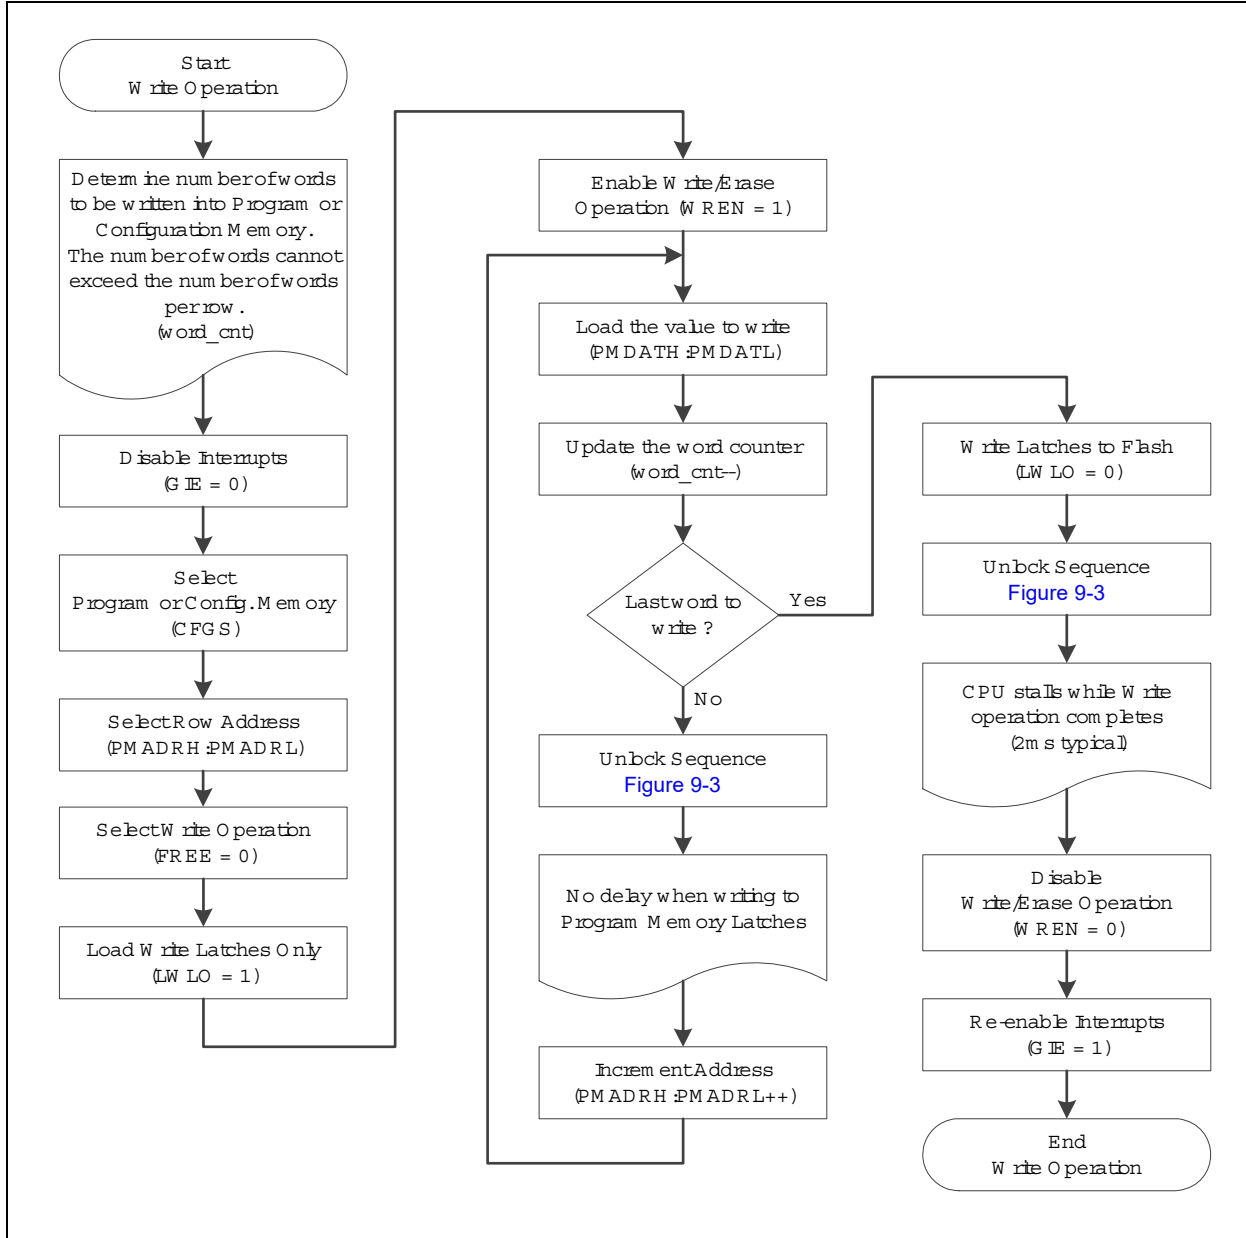 Start
Write Operation
Determine number of words
to be written into Program or
Configuration Memory.
The number of words cannot
exceed the number of words
per row.
(word_cnt)
Disable Interrupts
(GIE = 0)
Select
Program or Config. Memory
(CFGS)
Select Row Address
(PMADRH:PMADRL)
Select Write Operation
(FREE = 0)
Load Write Latches Only
(LWLO = 1)
Enable Write/Erase
Operation (WREN = 1)
Load the value to write
(PMDATH:PMDATL)
Update the word counter
(word_cnt--)
Last word to
write ?
Yes
No
Unlock Sequence
Figure 9-3
No delay when writing to
Program Memory Latches
Increment Address
(PMADRH:PMADRL++)
Write Latches to Flash
(LWLO = 0)
Unlock Sequence
Figure 9-3
CPU stalls while Write
operation completes
(2ms typical)
Disable
Write/Erase Operation
(WREN = 0)
Re-enable Interrupts
(GIE = 1)
End
Write Operation